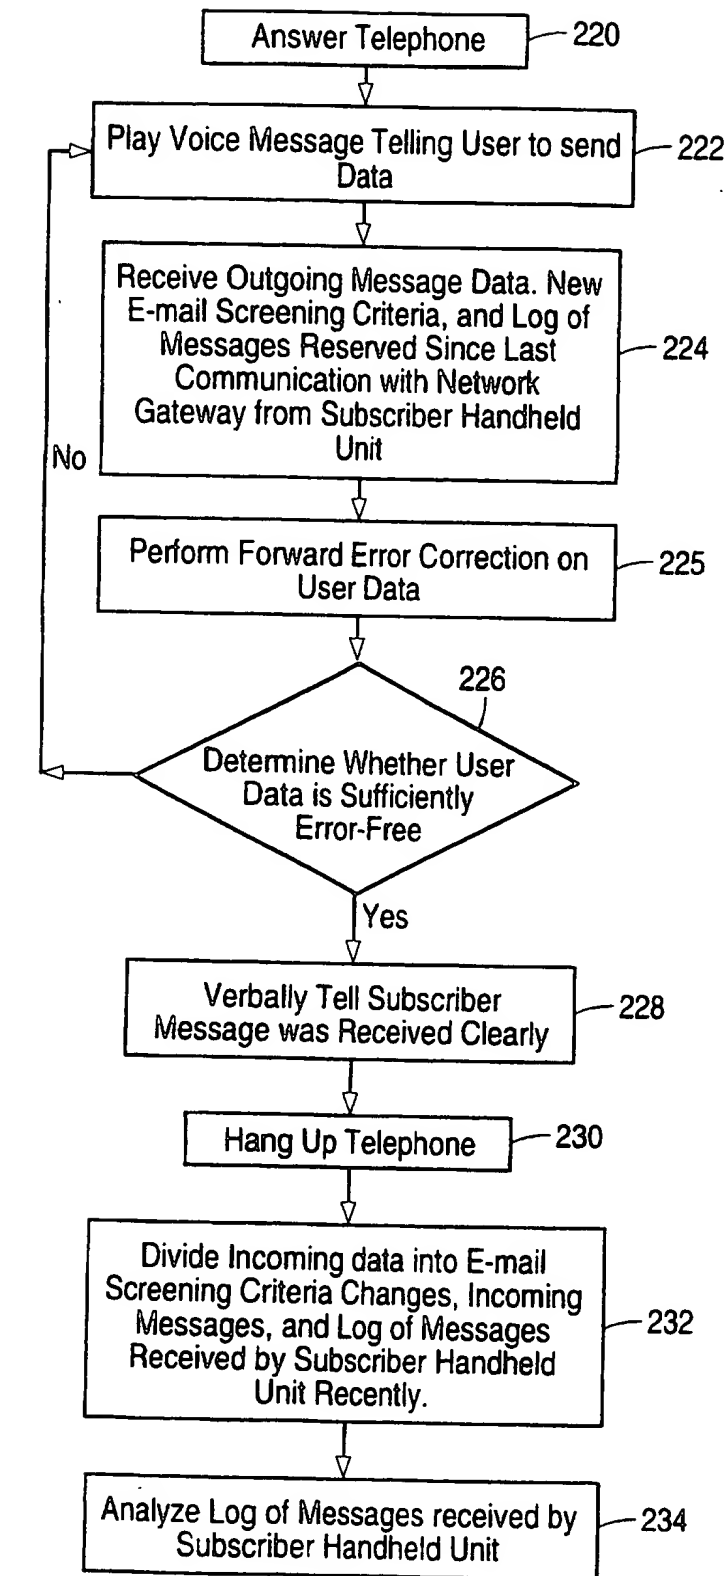 Answer Telephone
220
Play Voice Message Telling User to send
Data
222
Receive Outgoing Message Data. New
E-mail Screening Criteria, and Log of
Messages Reserved Since Last
Communication with Network
Gateway from Subscriber Handheld
Unit
224
No
Perform Forward Error Correction on
User Data
225
226
Determine Whether User
Data is Sufficiently
Error-Free
Yes
Verbally Tell Subscriber
Message was Received Clearly
228
Hang Up Telephone
230
Divide Incoming data into E-mail
Screening Criteria Changes, Incoming
Messages, and Log of Messages
Received by Subscriber Handheld
Unit Recently.
232
Analyze Log of Messages received by
Subscriber Handheld Unit
234